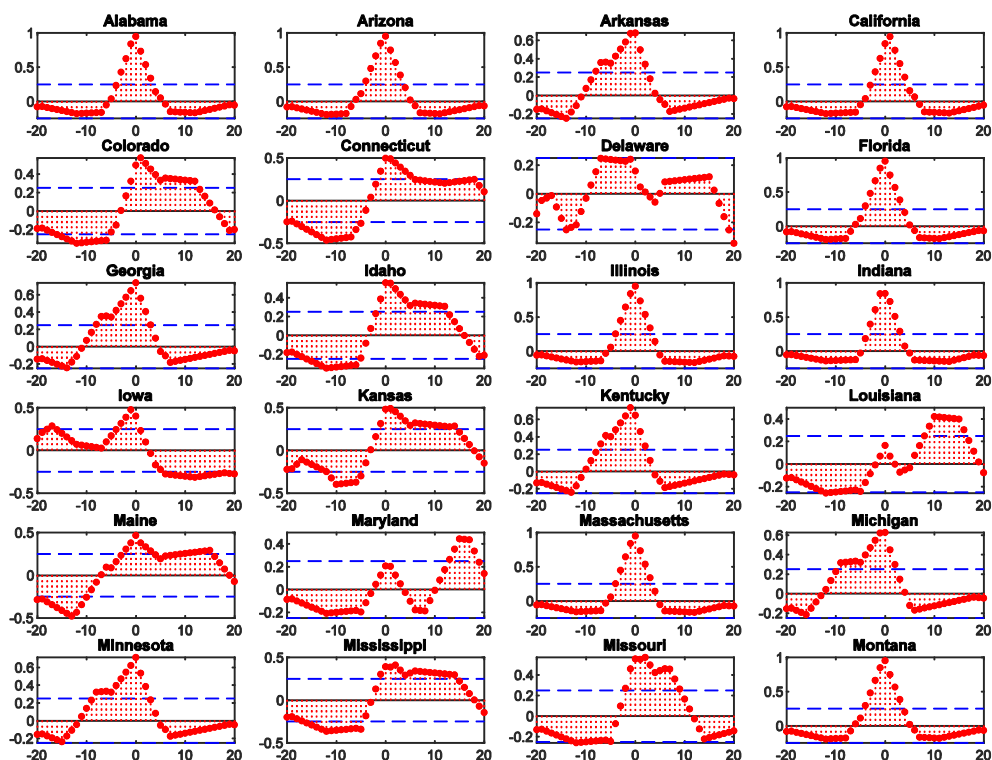 Alabama Arizona Arkansas California
1 0.5 0 -20 -10 0 10 20
1 0.5 0 -20 -10 0 10 20
0.6 0.4 0.2 0 -0.2 -20 -10 0 10 20
1 0.5 0 -20 -10 0 10 20
Colorado Connecticut Delaware Florida
0.4 0.2 0 -0.2 -20 -10 0 10 20
0.5 0 -0.5 -20 -10 0 10 20
0.2 0 -0.2 -20 -10 0 10 20
1 0.5 0 -20 -10 0 10 20
Georgia Idaho Illinois Indiana
0.6 0.4 0.2 0 -0.2 -20 -10 0 10 20
0.4 0.2 0 -0.2 -20 -10 0 10 20
1 0.5 0 -20 -10 0 10 20
1 0.5 0 -20 -10 0 10 20
Iowa Kansas Kentucky Louisiana
0.5 0 -0.5 -20 -10 0 10 20
0.5 0 -0.5 -20 -10 0 10 20
0.6 0.4 0.2 0 -0.2 -20 -10 0 10 20
0.4 0.2 0 -0.2 -20 -10 0 10 20
Maine Maryland Massachusetts Michigan
0.5 0 -0.5 -20 -10 0 10 20
0.4 0.2 0 -0.2 -20 -10 0 10 20
1 0.5 0 -20 -10 0 10 20
0.6 0.4 0.2 0 -0.2 -20 -10 0 10 20
Minnesota Mississippi Missouri Montana
0.6 0.4 0.2 0 -0.2 -20 -10 0 10 20
0.5 0 -0.5 -20 -10 0 10 20
0.4 0.2 0 -0.2 -20 -10 0 10 20
1 0.5 0 -20 -10 0 10 20